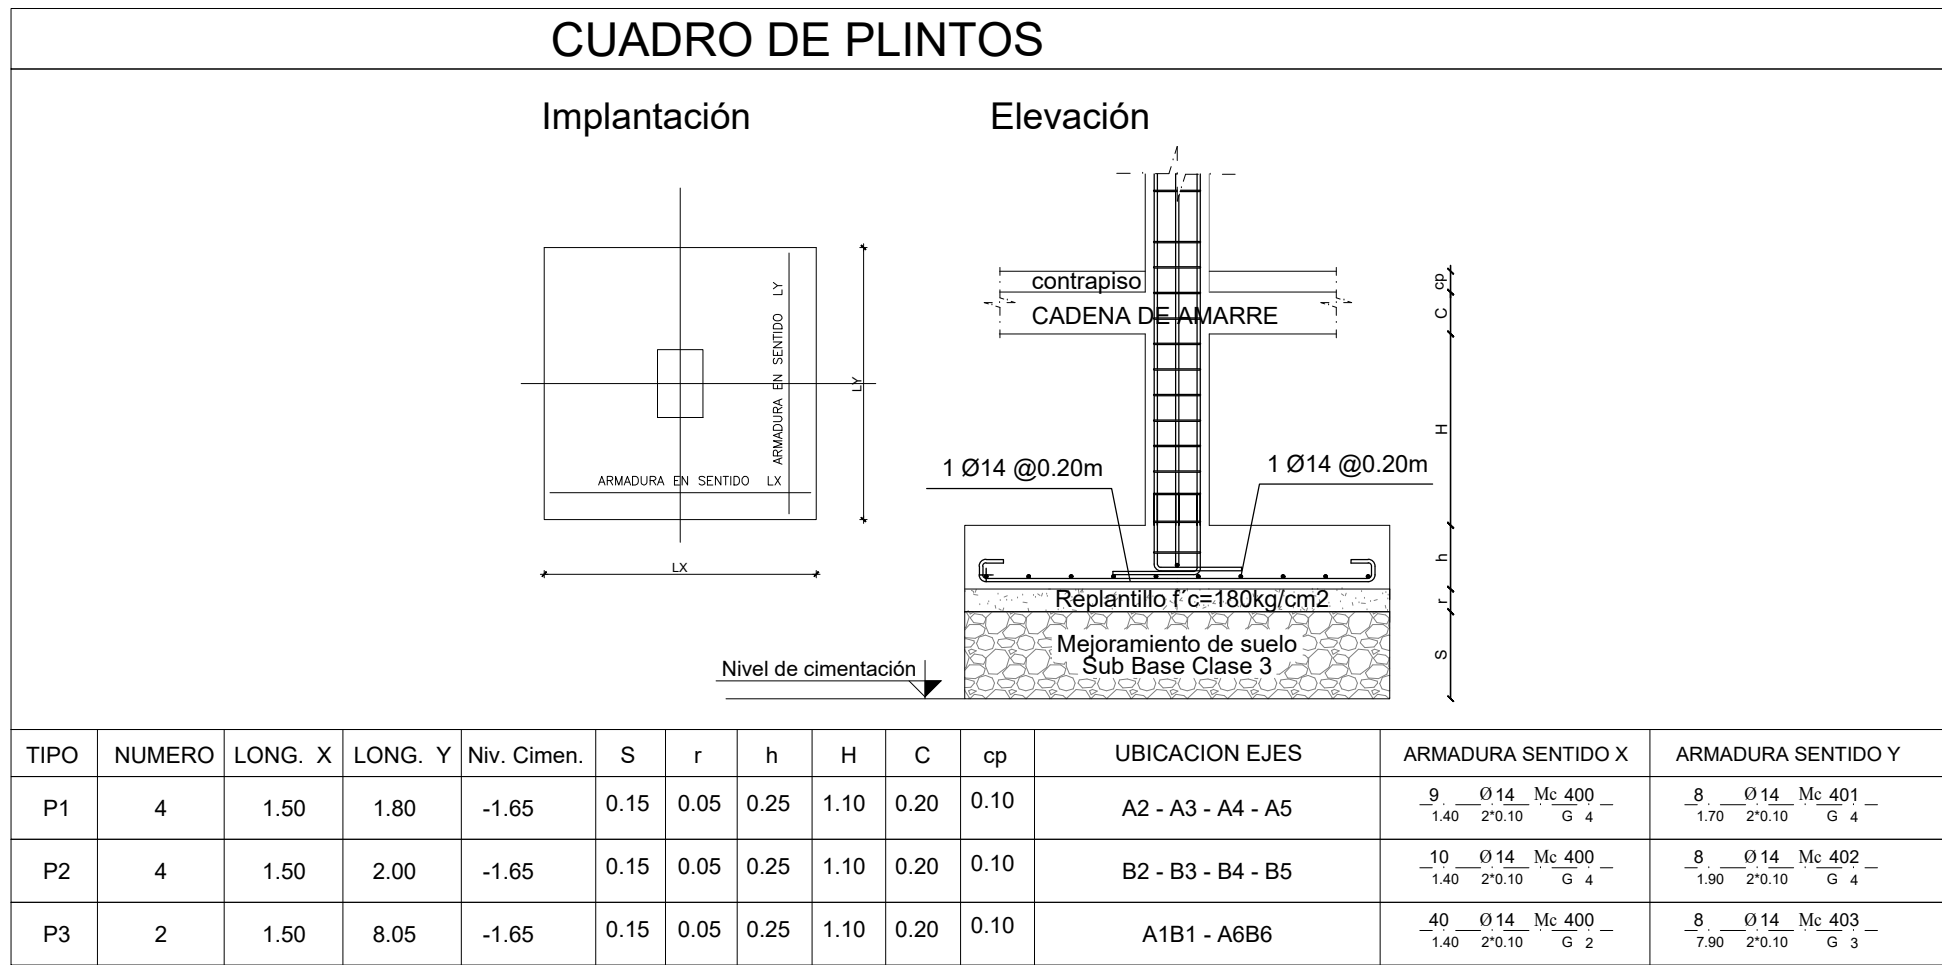 CUADRO DE PLINTOS
Implantación
Elevación
contrapiso
CADENA DE AMARRE
cp
C
H
h
r
S
ARMADURA EN SENTIDO LY
LY
ARMADURA EN SENTIDO LX
LX
1 Ø14 @0.20m
1 Ø14 @0.20m
Replantillo f´c=180kg/cm2
Mejoramiento de suelo
Sub Base Clase 3
Nivel de cimentación
TIPO NUMERO LONG. X LONG. Y Niv. Cimen. S r h H C cp UBICACION EJES ARMADURA SENTIDO X ARMADURA SENTIDO Y
P1 4 1.50 1.80 -1.65 0.15 0.05 0.25 1.10 0.20 0.10 A2 - A3 - A4 - A5 9 Ø 14 Mc 400 8 Ø 14 Mc 401
1.40 2*0.10 G 4 1.70 2*0.10 G 4
P2 4 1.50 2.00 -1.65 0.15 0.05 0.25 1.10 0.20 0.10 B2 - B3 - B4 - B5 10 Ø 14 Mc 400 8 Ø 14 Mc 402
1.40 2*0.10 G 4 1.90 2*0.10 G 4
P3 2 1.50 8.05 -1.65 0.15 0.05 0.25 1.10 0.20 0.10 A1B1 - A6B6 40 Ø 14 Mc 400 8 Ø 14 Mc 403
1.40 2*0.10 G 2 7.90 2*0.10 G 3